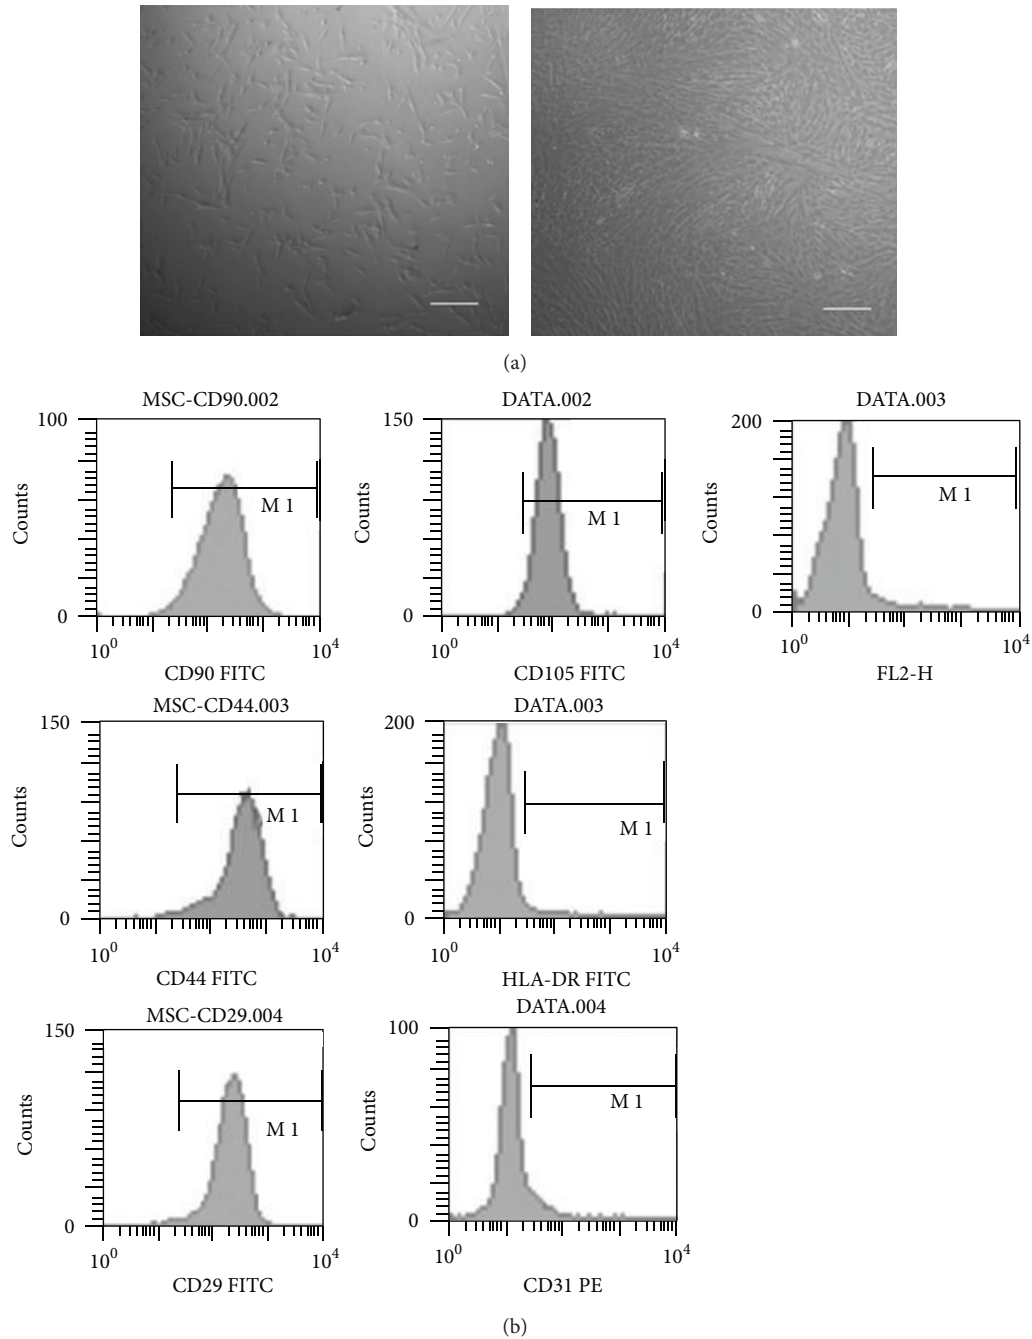 (a)
MSC-CD90.002
100
Counts
M 1
0
10^0
10^4
CD90 FITC
DATA.002
150
Counts
M 1
0
10^0
10^4
CD105 FITC
DATA.003
200
Counts
M 1
0
10^0
10^4
FL2-H
MSC-CD44.003
150
Counts
M 1
0
10^0
10^4
CD44 FITC
DATA.003
200
Counts
M 1
0
10^0
10^4
HLA-DR FITC
MSC-CD29.004
150
Counts
M 1
0
10^0
10^4
CD29 FITC
DATA.004
100
Counts
M 1
0
10^0
10^4
CD31 PE
(b)